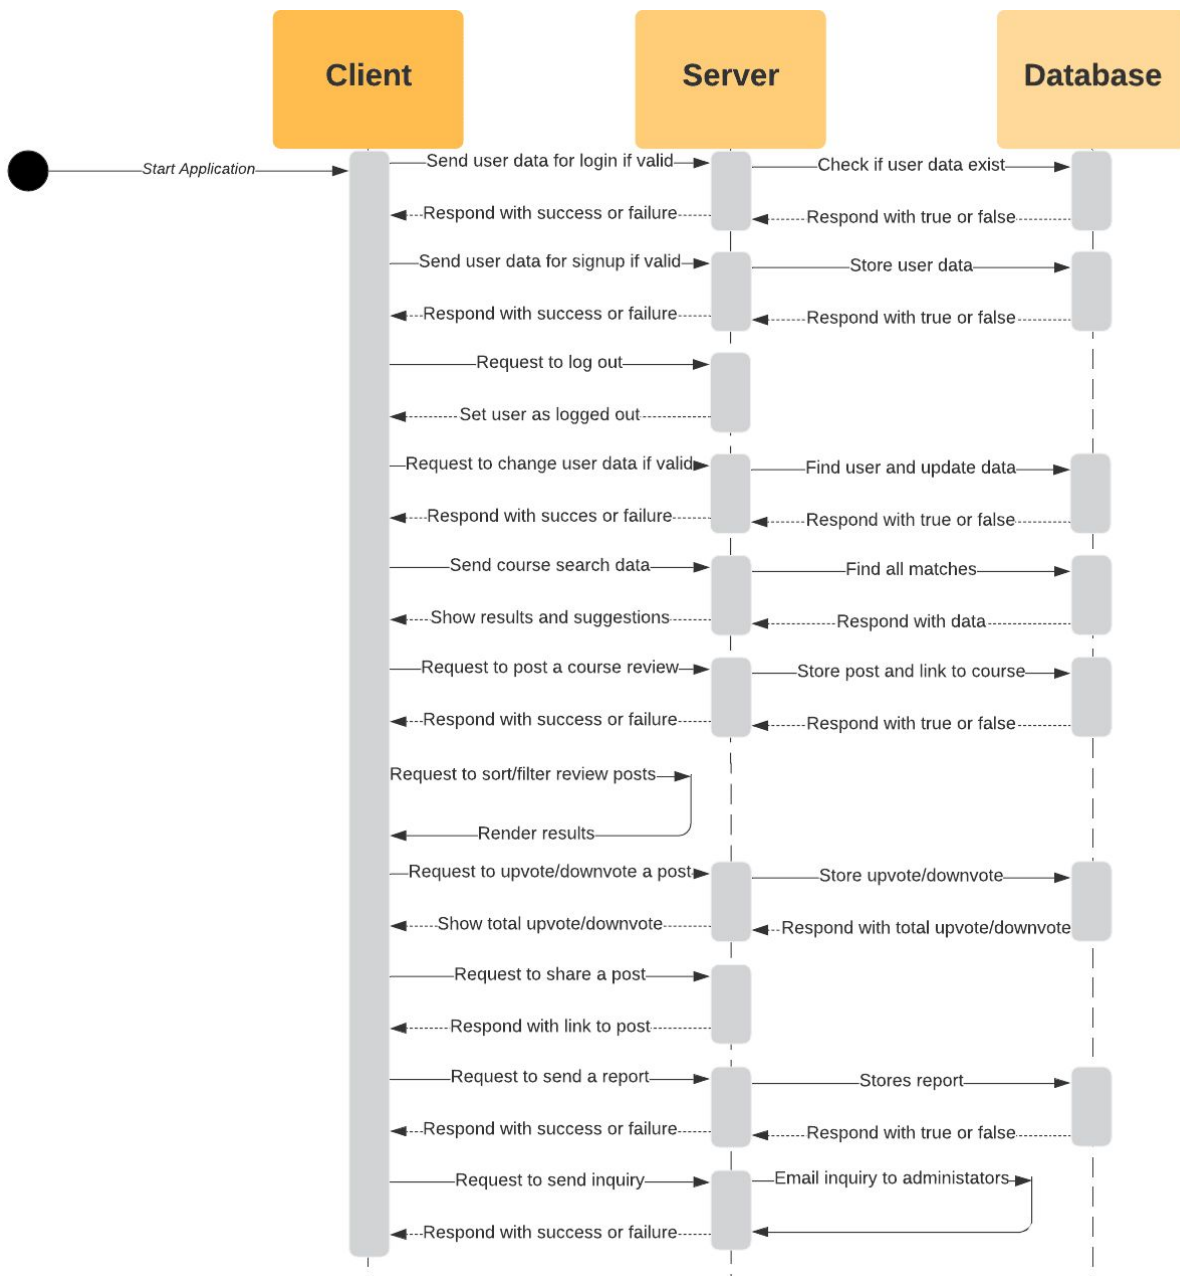 Client
Server
Database
Start Application
Send user data for login if valid
Check if user data exist
Respond with success or failure
Respond with true or false
Send user data for signup if valid
Store user data
Respond with success or failure
Respond with true or false
Request to log out
Set user as logged out
Request to change user data if valid
Find user and update data
Respond with succes or failure
Respond with true or false
Send course search data
Find all matches
Show results and suggestions
Respond with data
Request to post a course review
Store post and link to course
Respond with success or failure
Respond with true or false
Request to sort/filter review posts
Render results
Request to upvote/downvote a post
Store upvote/downvote
Show total upvote/downvote
Respond with total upvote/downvote
Request to share a post
Respond with link to post
Request to send a report
Stores report
Respond with success or failure
Respond with true or false
Request to send inquiry
Email inquiry to administators
Respond with success or failure